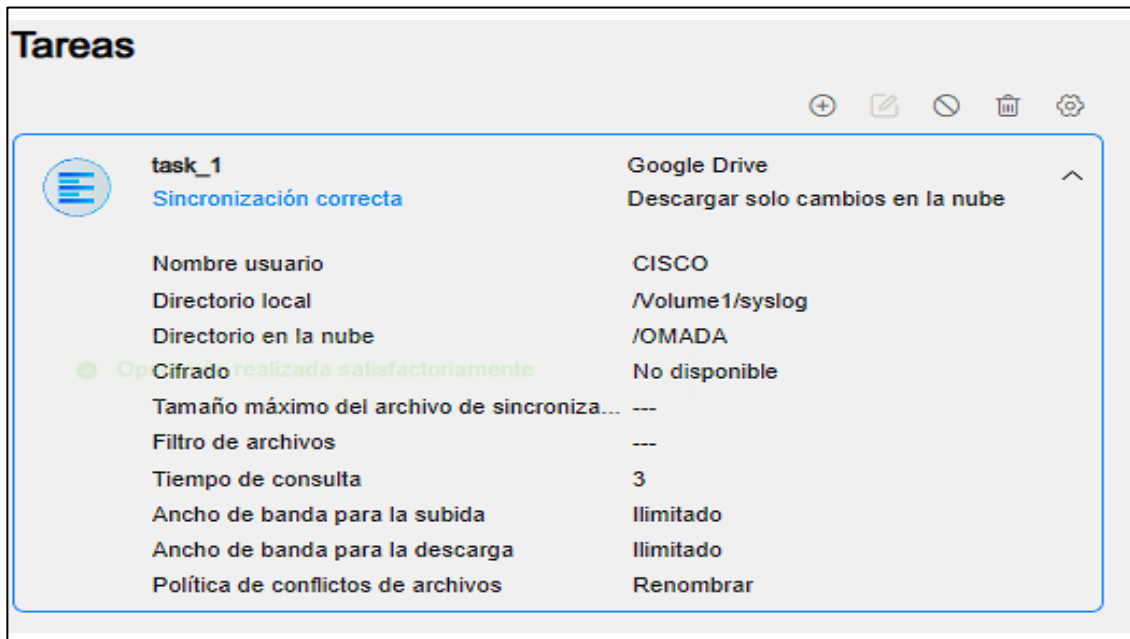 Tareas
task_1 Google Drive
Sincronización correcta Descargar solo cambios en la nube
Nombre usuario CISCO
Directorio local /Volume1/syslog
Directorio en la nube /OMADA
Operación realizada satisfactoriamente
Cifrado No disponible
Tamaño máximo del archivo de sincroniza... ---
Filtro de archivos ---
Tiempo de consulta 3
Ancho de banda para la subida Ilimitado
Ancho de banda para la descarga Ilimitado
Política de conflictos de archivos Renombrar